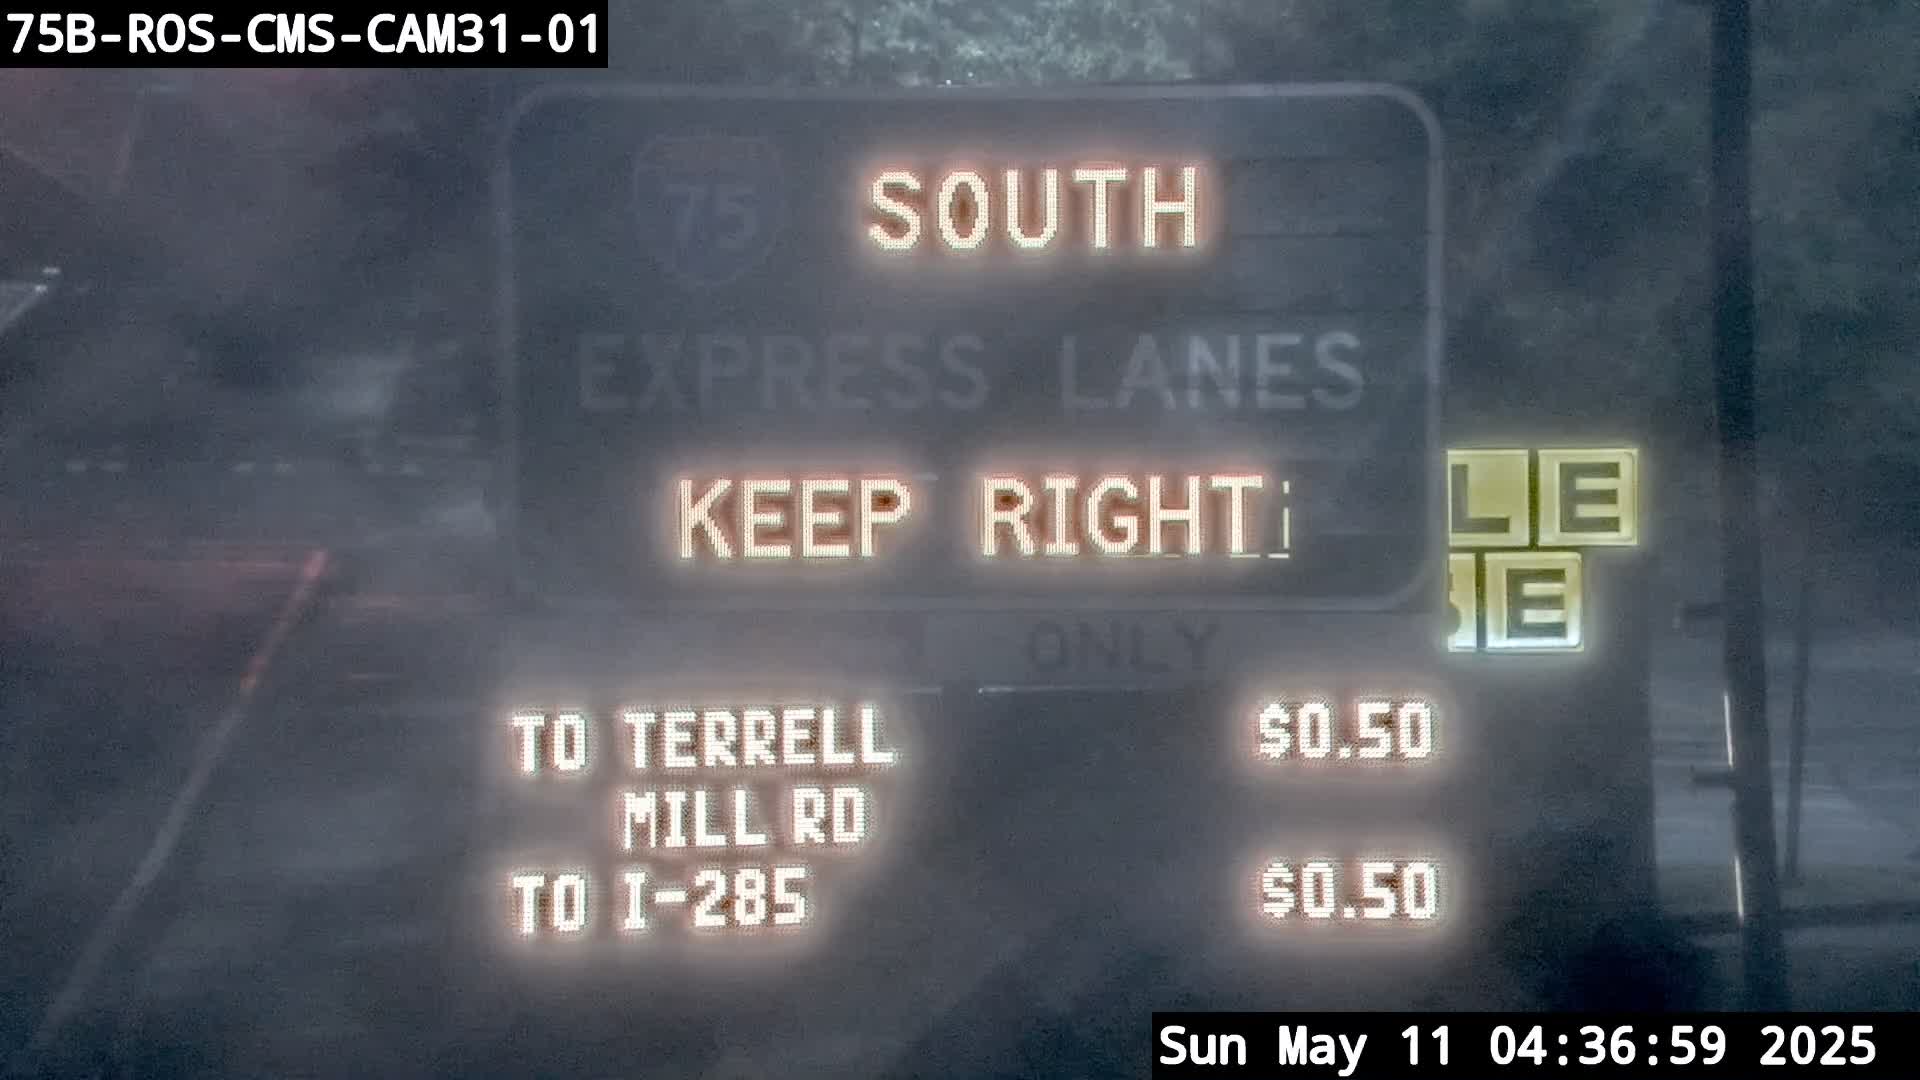 75B-ROS-CMS-CAM31-01
75 SOUTH
EXPRESS LANES
KEEP RIGHT
LE
E
ONLY
TO TERRELL $0.50
MILL RD
TO I-285 $0.50
Sun May 11 04:36:59 2025